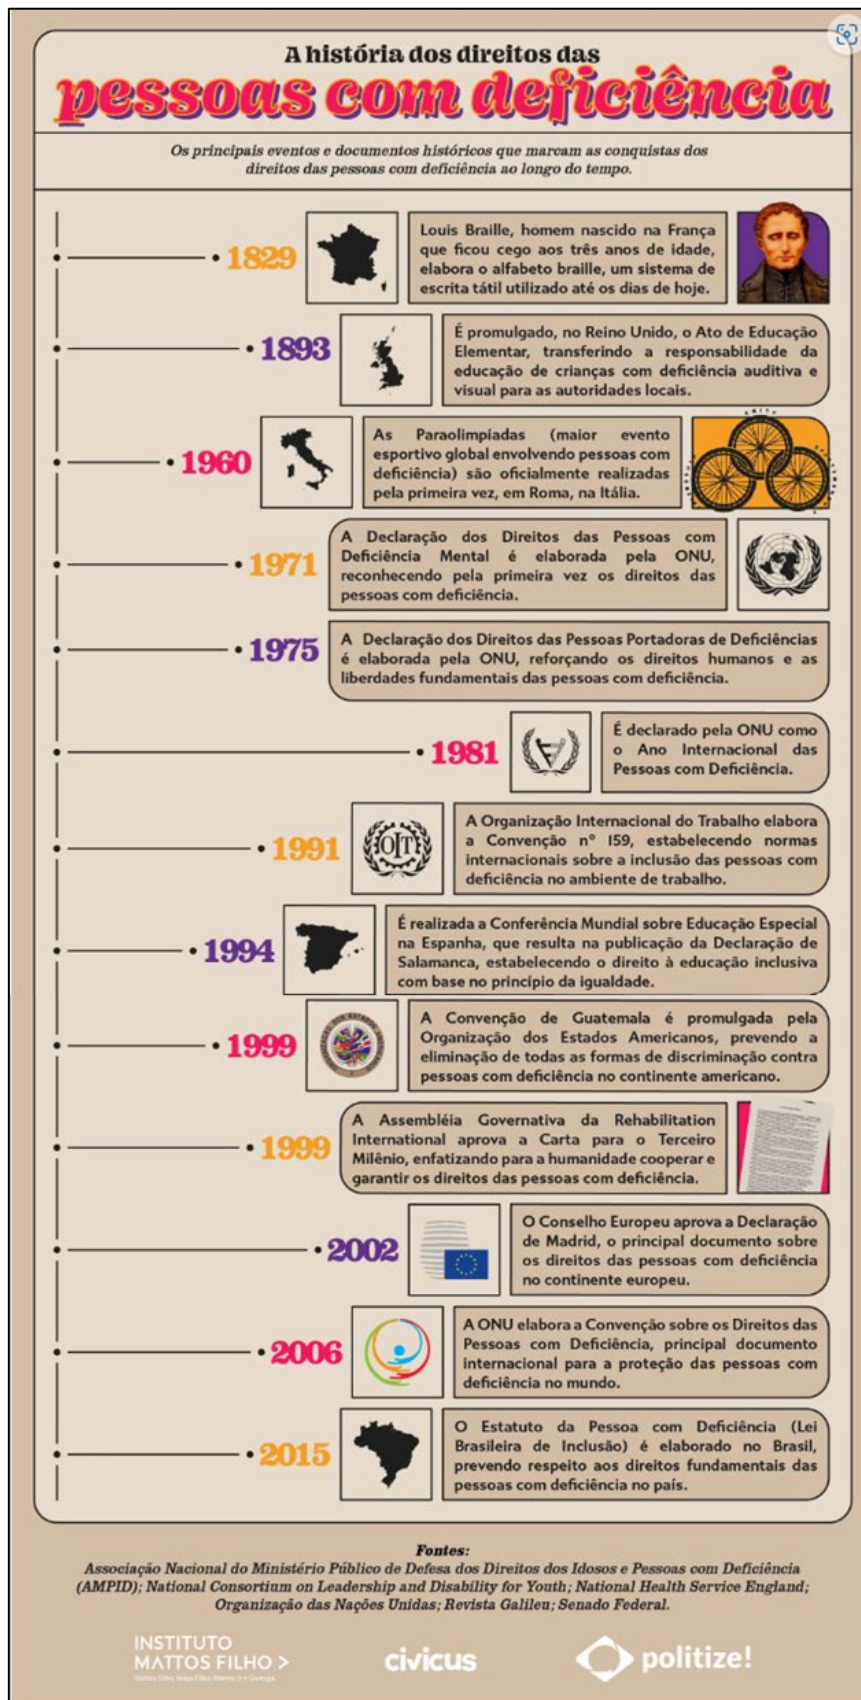 A história dos direitos das
pessoas com deficiência
Os principais eventos e documentos históricos que marcam as conquistas dos
direitos das pessoas com deficiência ao longo do tempo.
1829
Louis Braille, homem nascido na França
que ficou cego aos três anos de idade,
elabora o alfabeto braille, um sistema de
escrita tátil utilizado até os dias de hoje.
1893
É promulgado, no Reino Unido, o Ato de Educação
Elementar, transferindo a responsabilidade da
educação de crianças com deficiência auditiva e
visual para as autoridades locais.
1960
As Paraolimpíadas (maior evento
esportivo global envolvendo pessoas com
deficiência) são oficialmente realizadas
pela primeira vez, em Roma, na Itália.
1971
A Declaração dos Direitos das Pessoas com
Deficiência Mental é elaborada pela ONU,
reconhecendo pela primeira vez os direitos das
pessoas com deficiência.
1975
A Declaração dos Direitos das Pessoas Portadoras de Deficiências
é elaborada pela ONU, reforçando os direitos humanos e as
liberdades fundamentais das pessoas com deficiência.
1981
É declarado pela ONU como
o Ano Internacional das
Pessoas com Deficiência.
1991
OIT
A Organização Internacional do Trabalho elabora
a Convenção nº 159, estabelecendo normas
internacionais sobre a inclusão das pessoas com
deficiência no ambiente de trabalho.
1994
É realizada a Conferência Mundial sobre Educação Especial
na Espanha, que resulta na publicação da Declaração de
Salamanca, estabelecendo o direito à educação inclusiva
com base no princípio da igualdade.
1999
A Convenção de Guatemala é promulgada pela
Organização dos Estados Americanos, prevendo a
eliminação de todas as formas de discriminação contra
pessoas com deficiência no continente americano.
1999
A Assembléia Governativa da Rehabilitation
International aprova a Carta para o Terceiro
Milênio, enfatizando para a humanidade cooperar e
garantir os direitos das pessoas com deficiência.
2002
O Conselho Europeu aprova a Declaração
de Madrid, o principal documento sobre
os direitos das pessoas com deficiência
no continente europeu.
2006
A ONU elabora a Convenção sobre os Direitos das
Pessoas com Deficiência, principal documento
internacional para a proteção das pessoas com
deficiência no mundo.
2015
O Estatuto da Pessoa com Deficiência (Lei
Brasileira de Inclusão) é elaborado no Brasil,
prevendo respeito aos direitos fundamentais das
pessoas com deficiência no país.
Fontes:
Associação Nacional do Ministério Público de Defesa dos Direitos dos Idosos e Pessoas com Deficiência
(AMPID); National Consortium on Leadership and Disability for Youth; National Health Service England;
Organização das Nações Unidas; Revista Galileu; Senado Federal.
INSTITUTO
MATTOS FILHO >
civicus
politize!